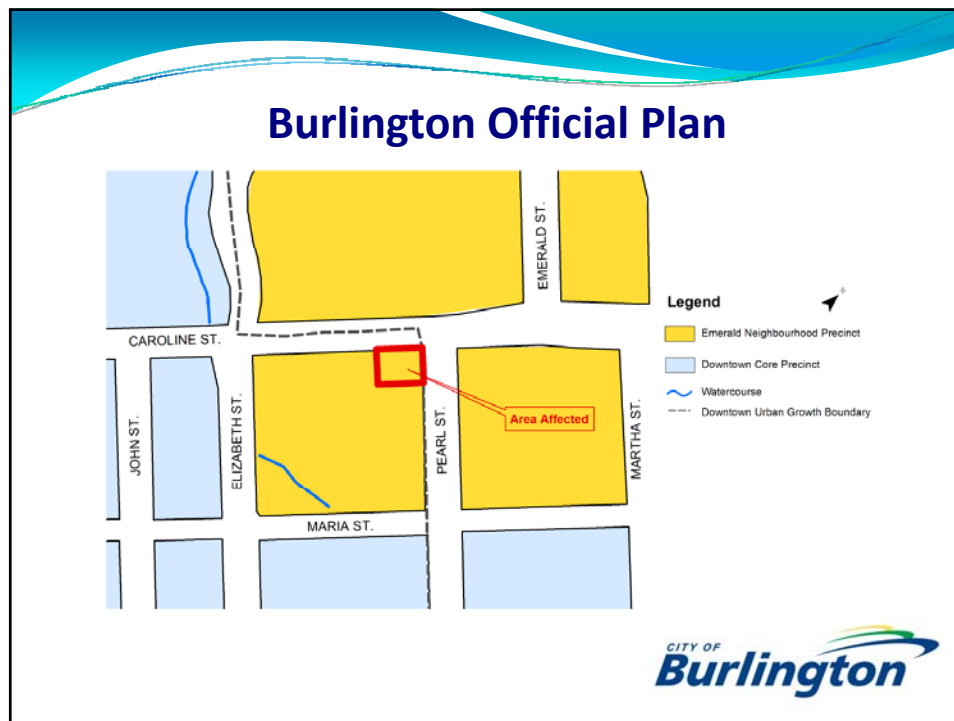 Burlington Official Plan
EMERALD ST.
CAROLINE ST.
JOHN ST.
ELIZABETH ST.
PEARL ST.
MARTHA ST.
Area Affected
MARIA ST.
Legend
Emerald Neighbourhood Precinct
Downtown Core Precinct
Watercourse
Downtown Urban Growth Boundary
CITY OF
Burlington